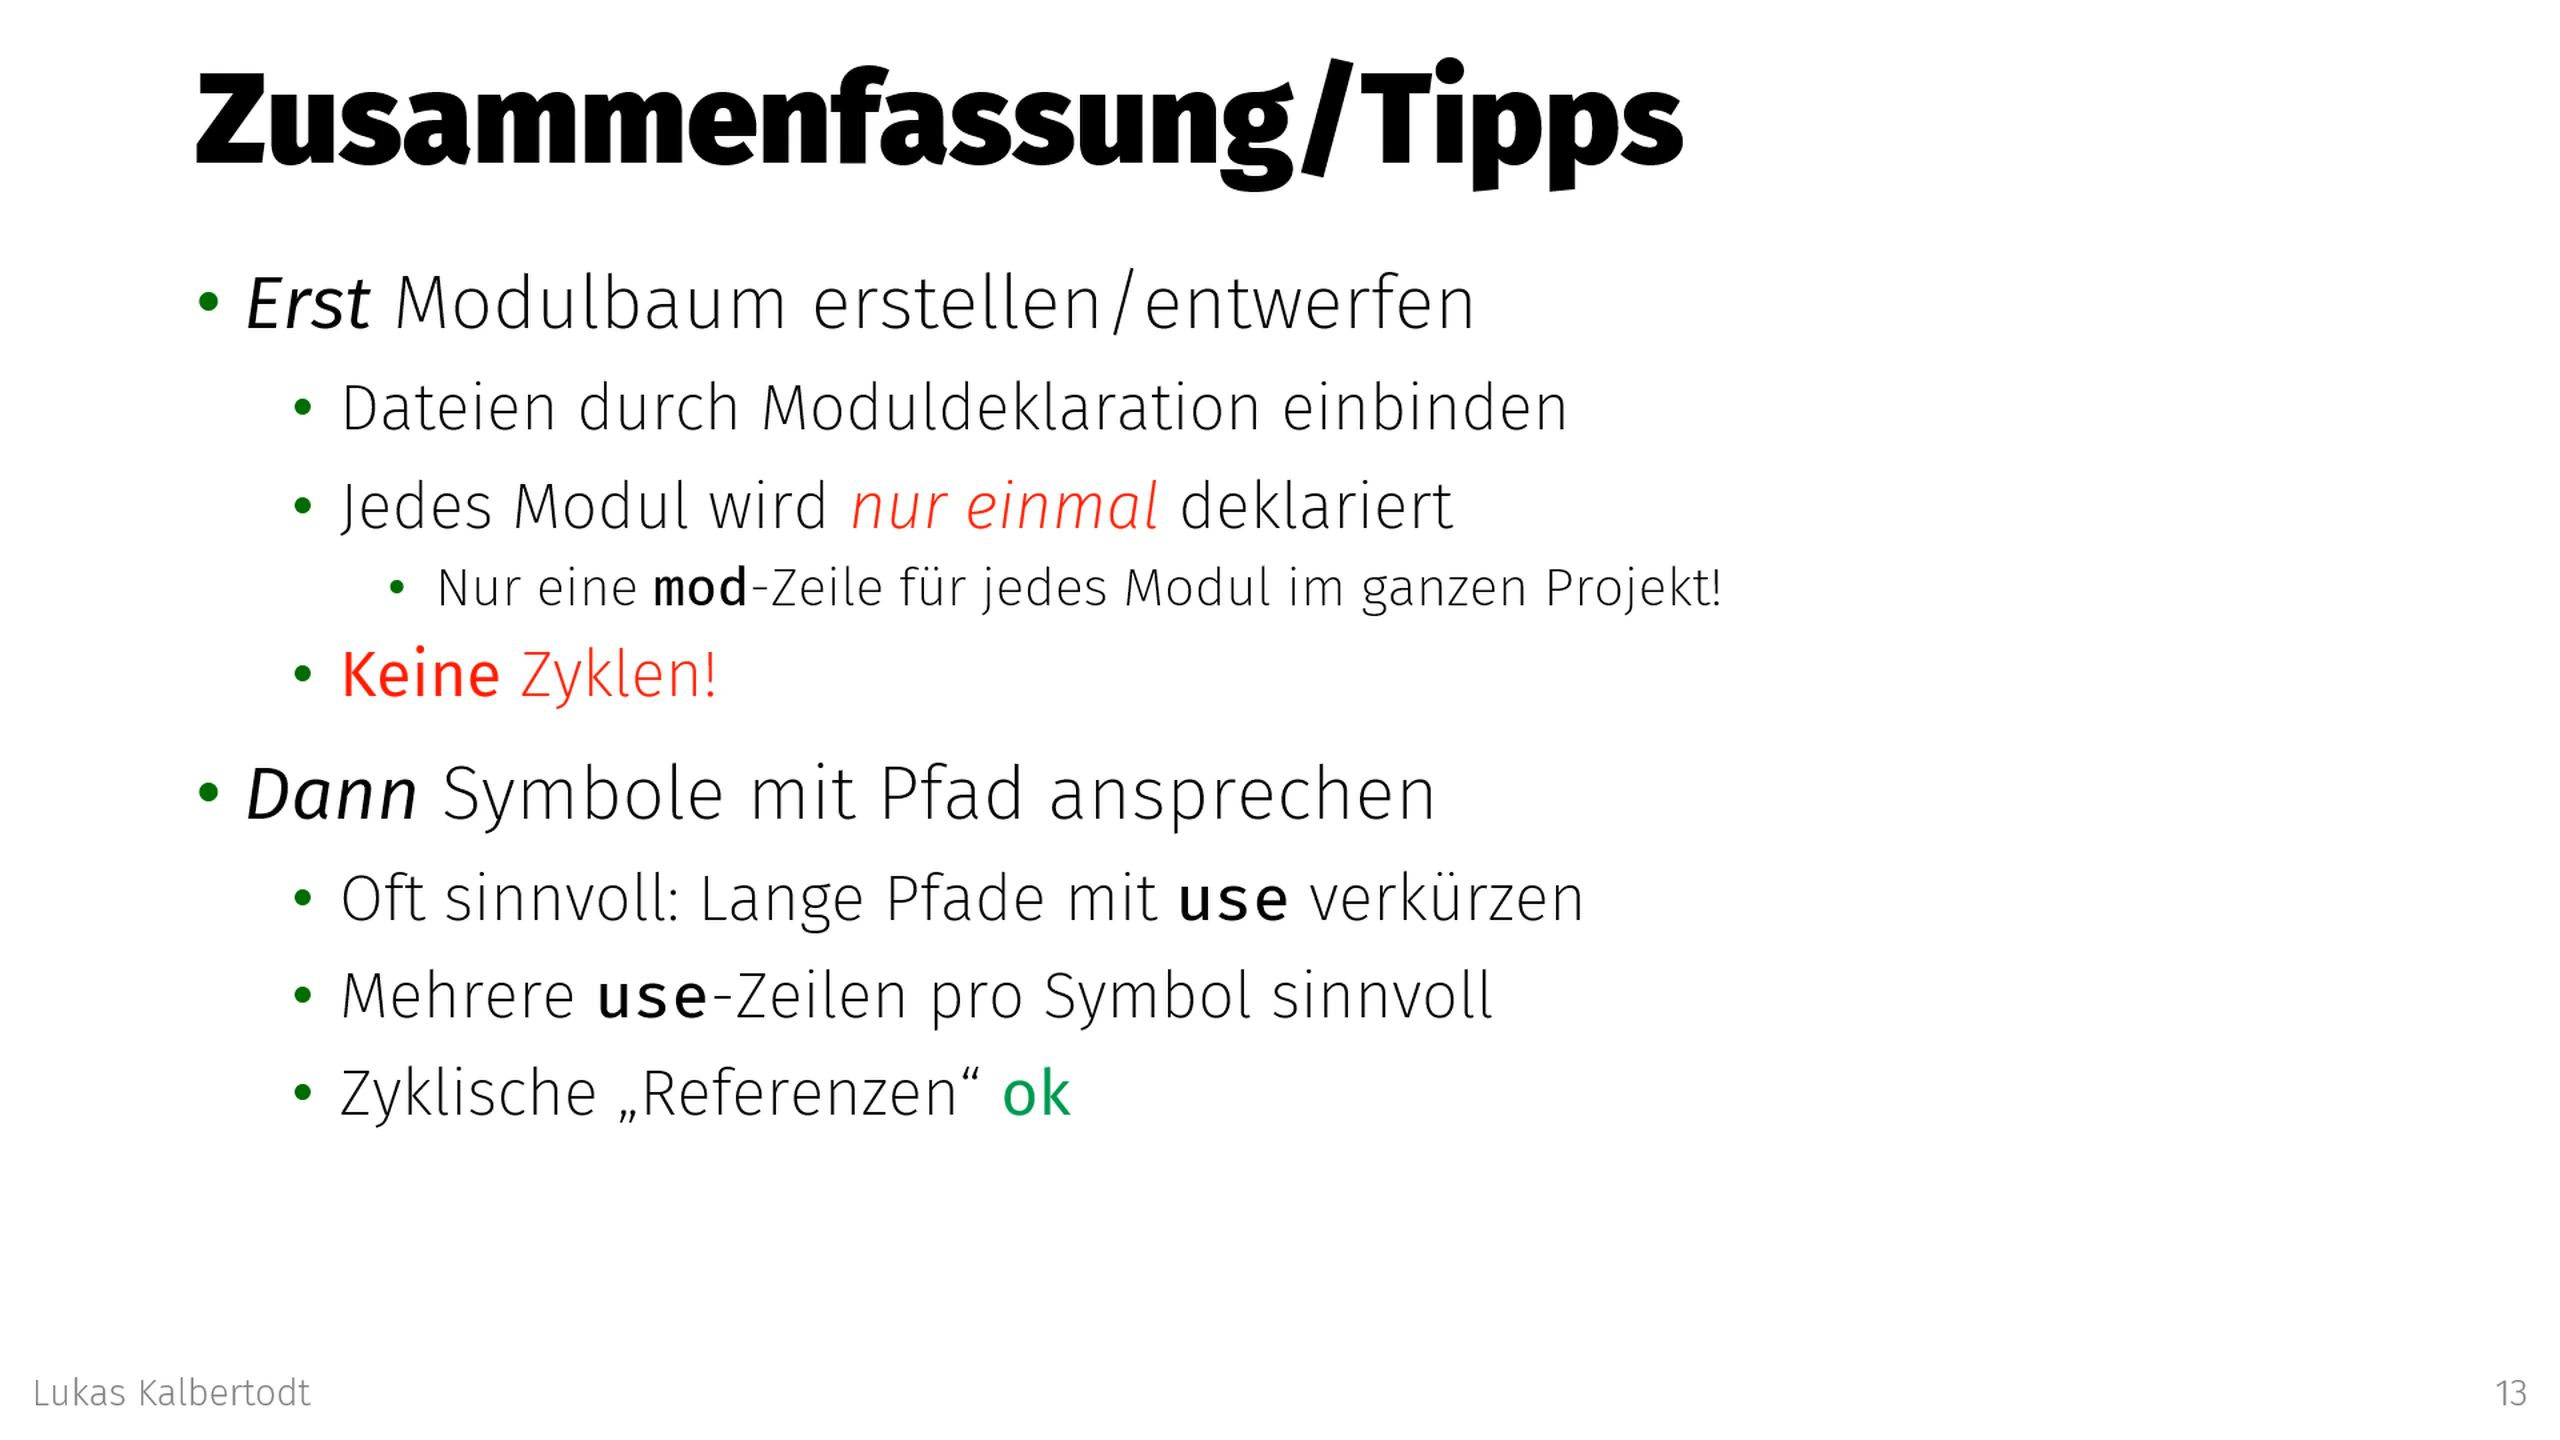 Zusammenfassung/Tipps
• Erst Modulbaum erstellen/entwerfen
• Dateien durch Moduldeklaration einbinden
• Jedes Modul wird nur einmal deklariert
• Nur eine mod-Zeile für jedes Modul im ganzen Projekt!
• Keine Zyklen!
• Dann Symbole mit Pfad ansprechen
• Oft sinnvoll: Lange Pfade mit use verkürzen
• Mehrere use-Zeilen pro Symbol sinnvoll
• Zyklische „Referenzen“ ok
Lukas Kalbertodt
13